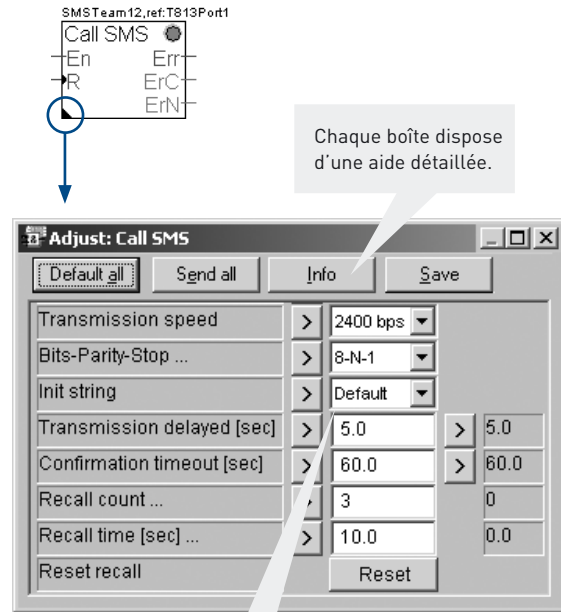 SMSTeam12,ref:T813Port1
Call SMS
En Err
R ErC
ErN
Chaque boîte dispose
d'une aide détaillée.
Adjust: Call SMS
Default all Send all Info Save
Transmission speed > 2400 bps
Bits-Parity-Stop ... > 8-N-1
Init string > Default
Transmission delayed [sec] > 5.0 > 5.0
Confirmation timeout [sec] > 60.0 > 60.0
Recall count ... > 3 0
Recall time [sec] ... > 10.0 0.0
Reset recall Reset